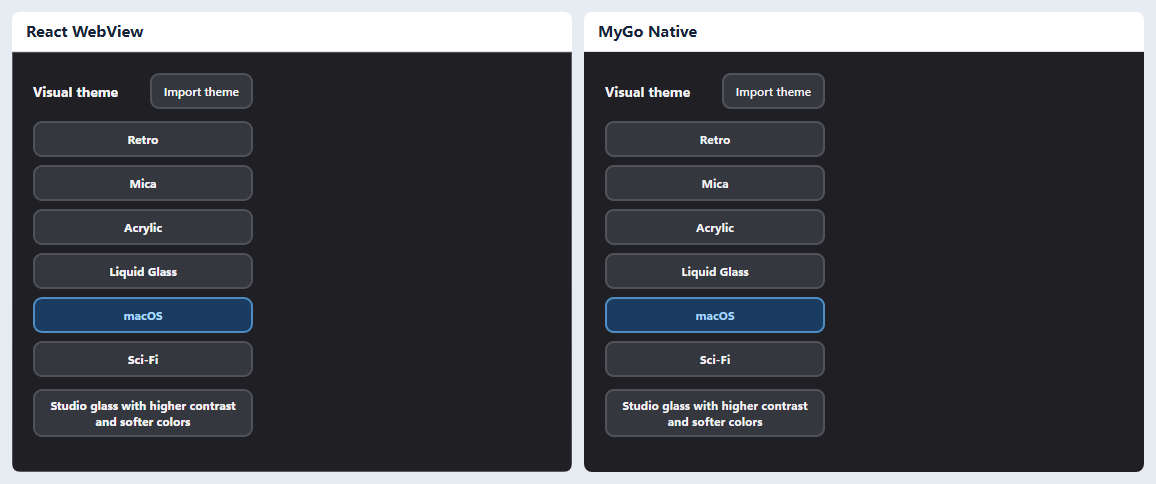 React WebView
Visual theme
Import theme
Retro
Mica
Acrylic
Liquid Glass
macOS
Sci-Fi
Studio glass with higher contrast
and softer colors
MyGo Native
Visual theme
Import theme
Retro
Mica
Acrylic
Liquid Glass
macOS
Sci-Fi
Studio glass with higher contrast
and softer colors